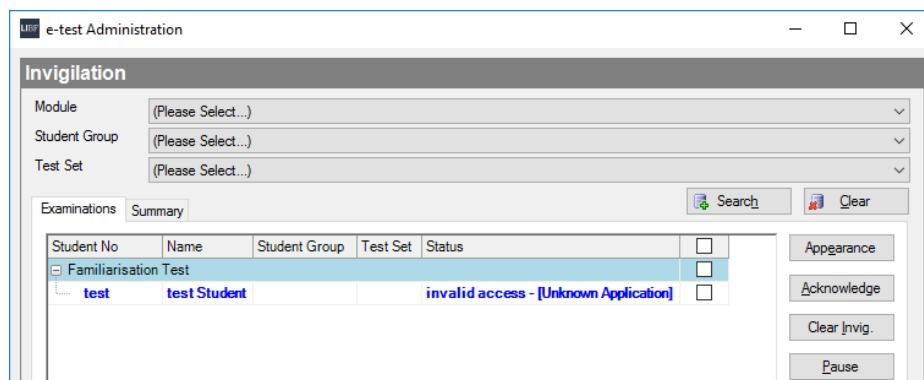 LIBF e-test Administration
Invigilation
Module (Please Select...)
Student Group (Please Select...)
Test Set (Please Select...)
Search Clear
Examinations Summary
Student No Name Student Group Test Set Status
Appearance
Familiarisation Test
test test Student invalid access - [Unknown Application]
Acknowledge
Clear Invig.
Pause